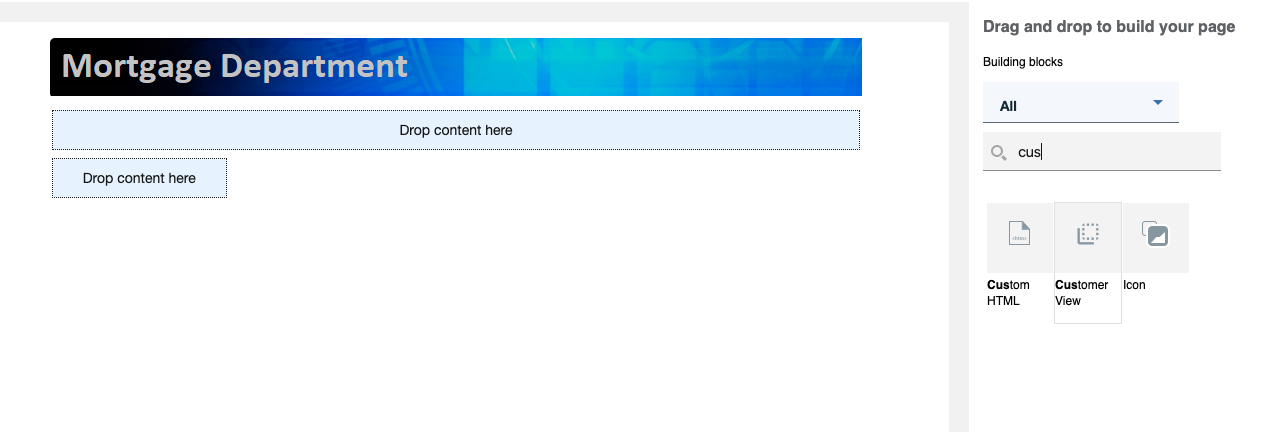 Mortgage Department
Drop content here
Drop content here
Drag and drop to build your page
Building blocks
All
cus
Custom
HTML
Customer
View
Icon